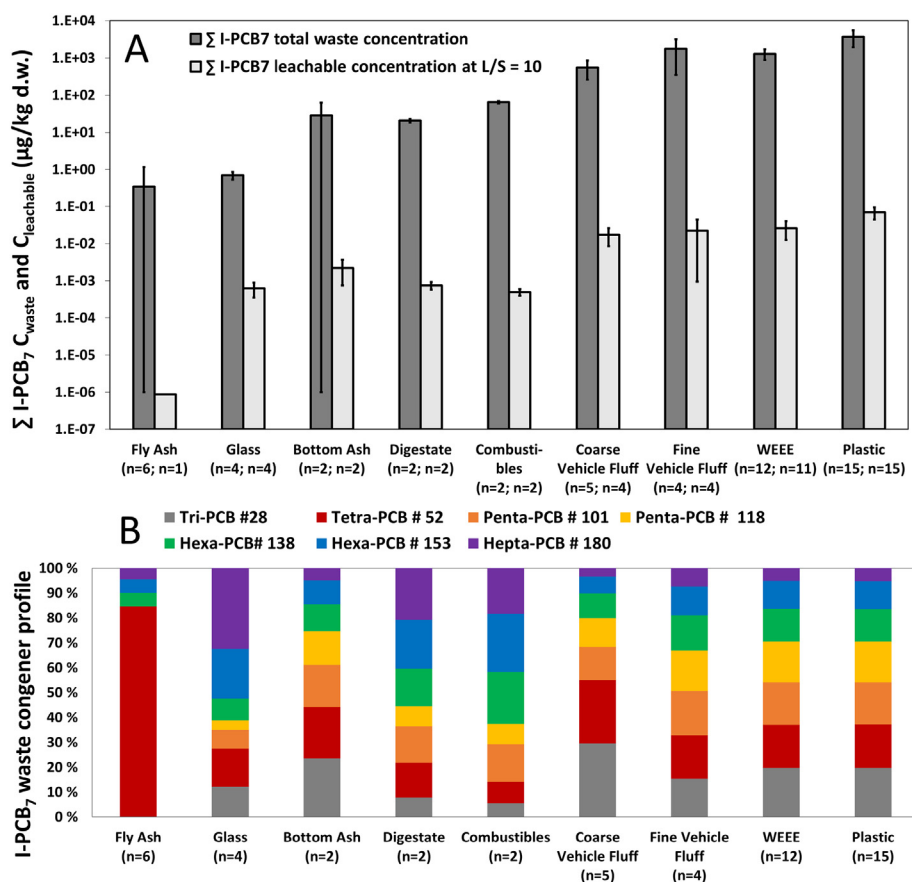 A
Σ I-PCB7 total waste concentration
Σ I-PCB7 leachable concentration at L/S = 10
Σ I-PCB₇ C_waste and C_leachable (µg/kg d.w.)
1.E+04
1.E+03
1.E+02
1.E+01
1.E+00
1.E-01
1.E-02
1.E-03
1.E-04
1.E-05
1.E-06
1.E-07
Fly Ash
(n=6; n=1)
Glass
(n=4; n=4)
Bottom Ash
(n=2; n=2)
Digestate
(n=2; n=2)
Combusti-
bles
(n=2; n=2)
Coarse
Vehicle Fluff
(n=5; n=4)
Fine
Vehicle Fluff
(n=4; n=4)
WEEE
(n=12; n=11)
Plastic
(n=15; n=15)
B
Tri-PCB #28
Tetra-PCB # 52
Penta-PCB # 101
Penta-PCB # 118
Hexa-PCB# 138
Hexa-PCB # 153
Hepta-PCB # 180
I-PCB₇ waste congener profile
100 %
90 %
80 %
70 %
60 %
50 %
40 %
30 %
20 %
10 %
0 %
Fly Ash
(n=6)
Glass
(n=4)
Bottom Ash
(n=2)
Digestate
(n=2)
Combustibles
(n=2)
Coarse
Vehicle Fluff
(n=5)
Fine Vehicle
Fluff
(n=4)
WEEE
(n=12)
Plastic
(n=15)